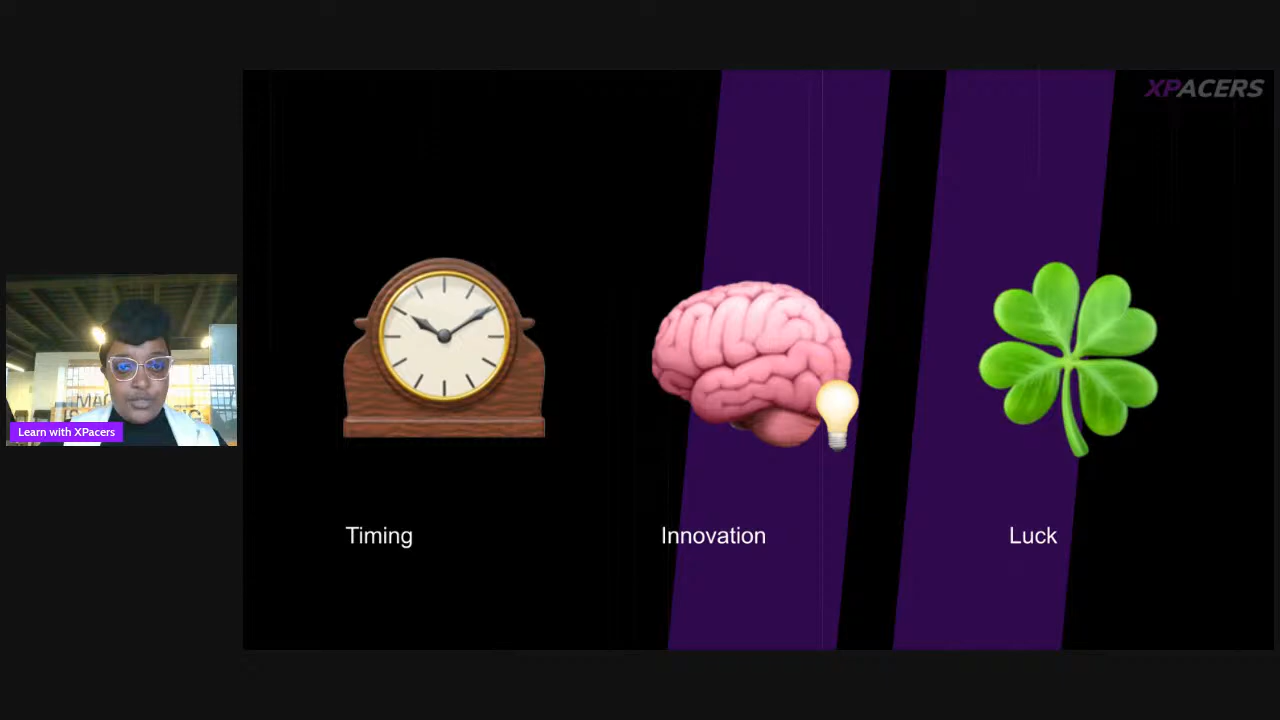 XPACERS
Learn with XPacers
Timing
Innovation
Luck